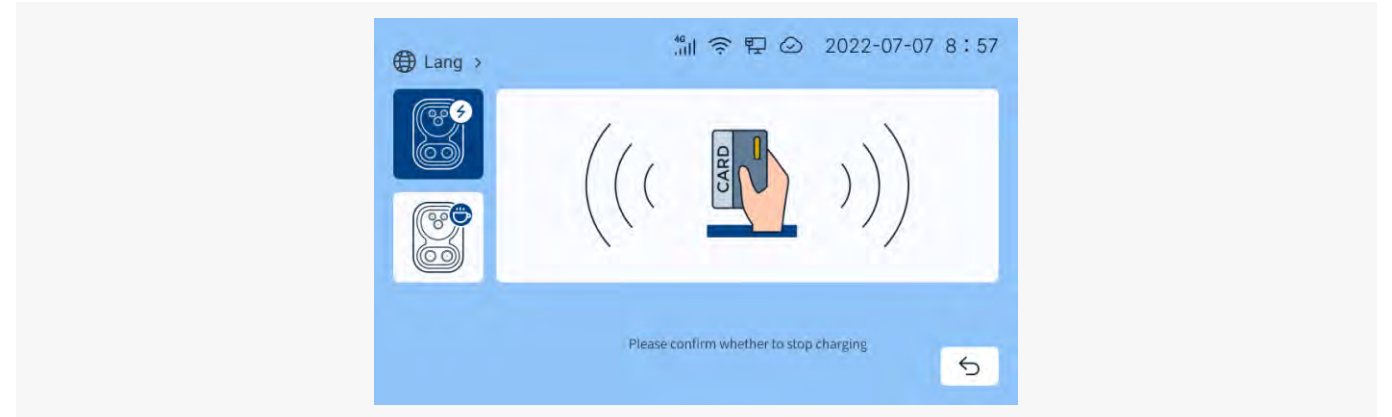 4G
2022-07-07 8:57
Lang >
CARD
Please confirm whether to stop charging